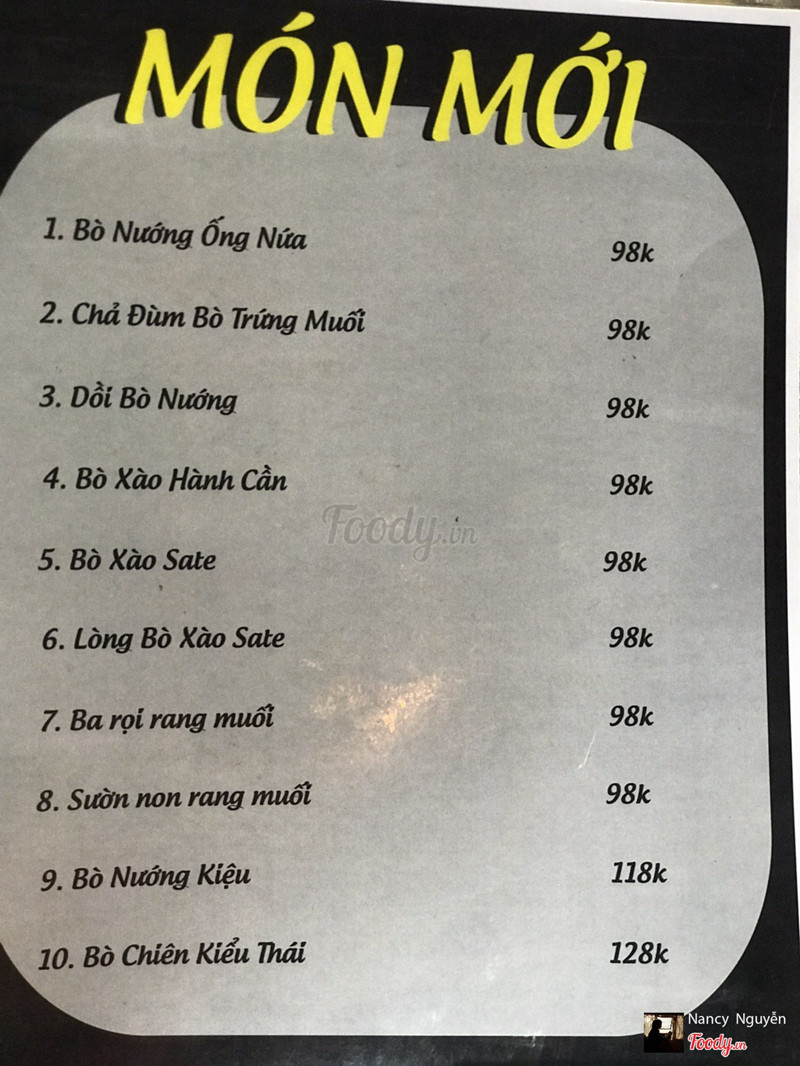 MÓN MỚI
1. Bò Nướng Ống Nứa 98k
2. Chả Đùm Bò Trứng Muối 98k
3. Dồi Bò Nướng 98k
4. Bò Xào Hành Cần 98k
Foody.vn
5. Bò Xào Sate 98k
6. Lòng Bò Xào Sate 98k
7. Ba rọi rang muối 98k
8. Sườn non rang muối 98k
9. Bò Nướng Kiệu 118k
10. Bò Chiên Kiểu Thái 128k
Nancy Nguyễn
Foody.vn